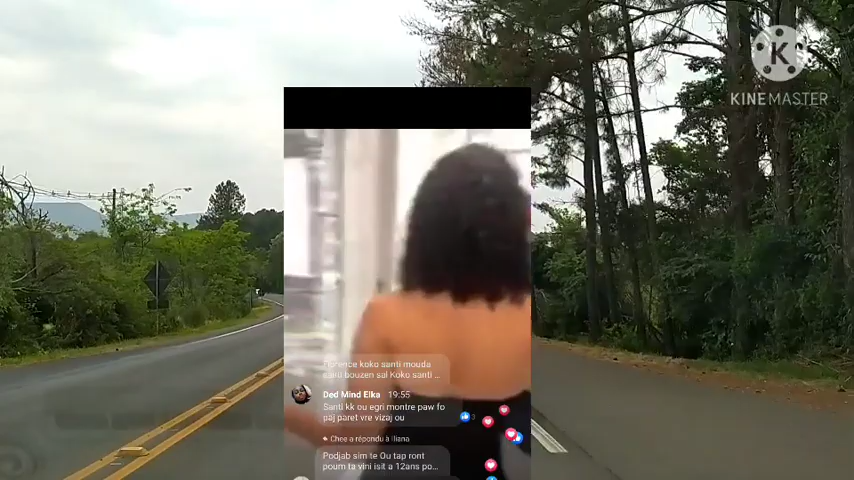 K
KINEMASTER
koko santi mouda
santi bouzen sal Koko santi ...
Ded Mind Elka 19:55
Santi kk ou egri montre paw fo
paj paret vre vizaj ou
Chee a répondu à Iliana
Podjab sim te Ou tap ront
poum ta vini isit a 12ans po...